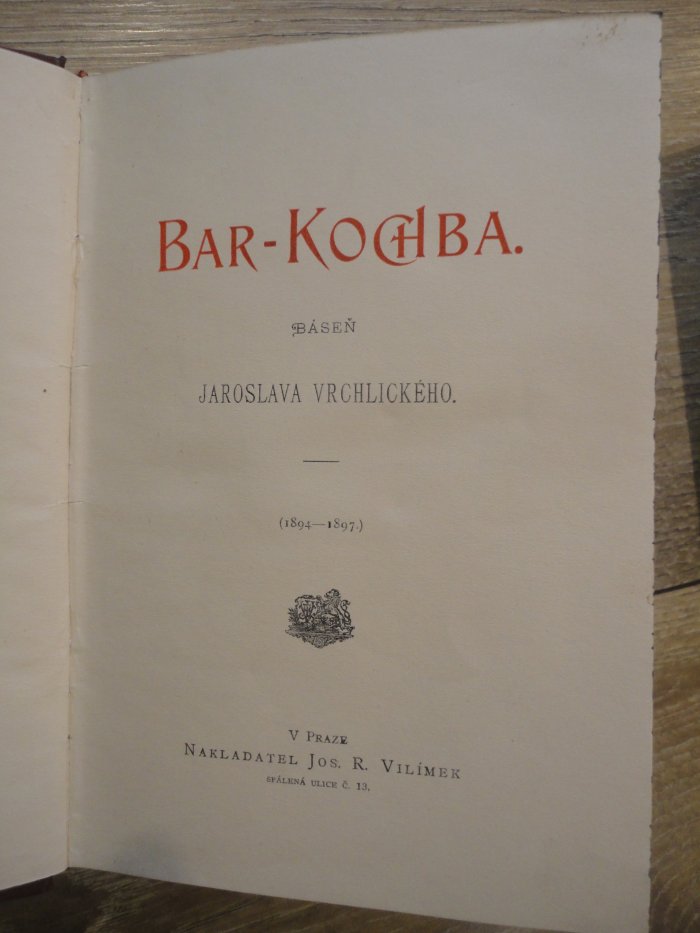 BAR-KOCHBA.
BÁSEŇ
JAROSLAVA VRCHLICKÉHO.
(1894—1897.)
V PRAZE
NAKLADATEL JOS. R. VILÍMEK
SPÁLENÁ ULICE Č. 13.